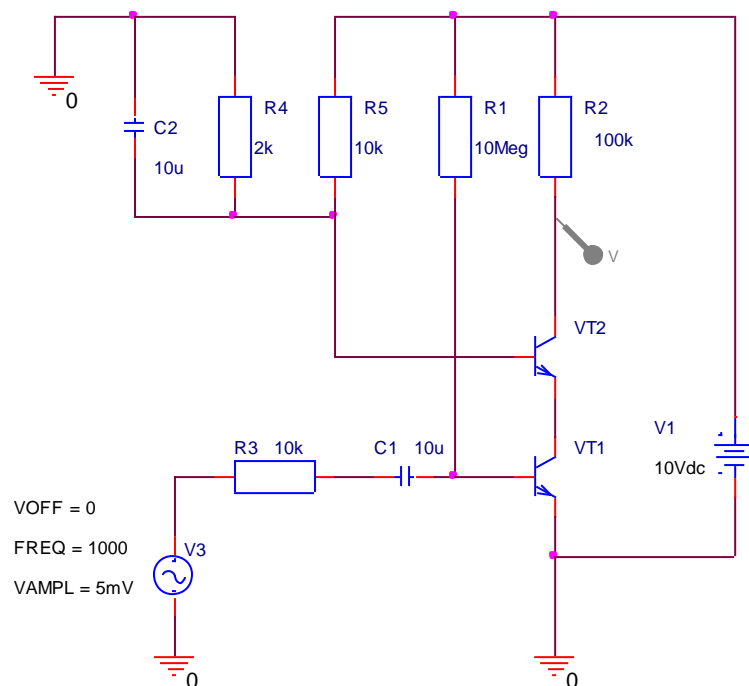 0
C2
10u
R4
2k
R5
10k
R1
10Meg
R2
100k
V
VT2
R3 10k
C1 10u
VT1
V1
10Vdc
VOFF = 0
FREQ = 1000
VAMPL = 5mV
V3
0
0